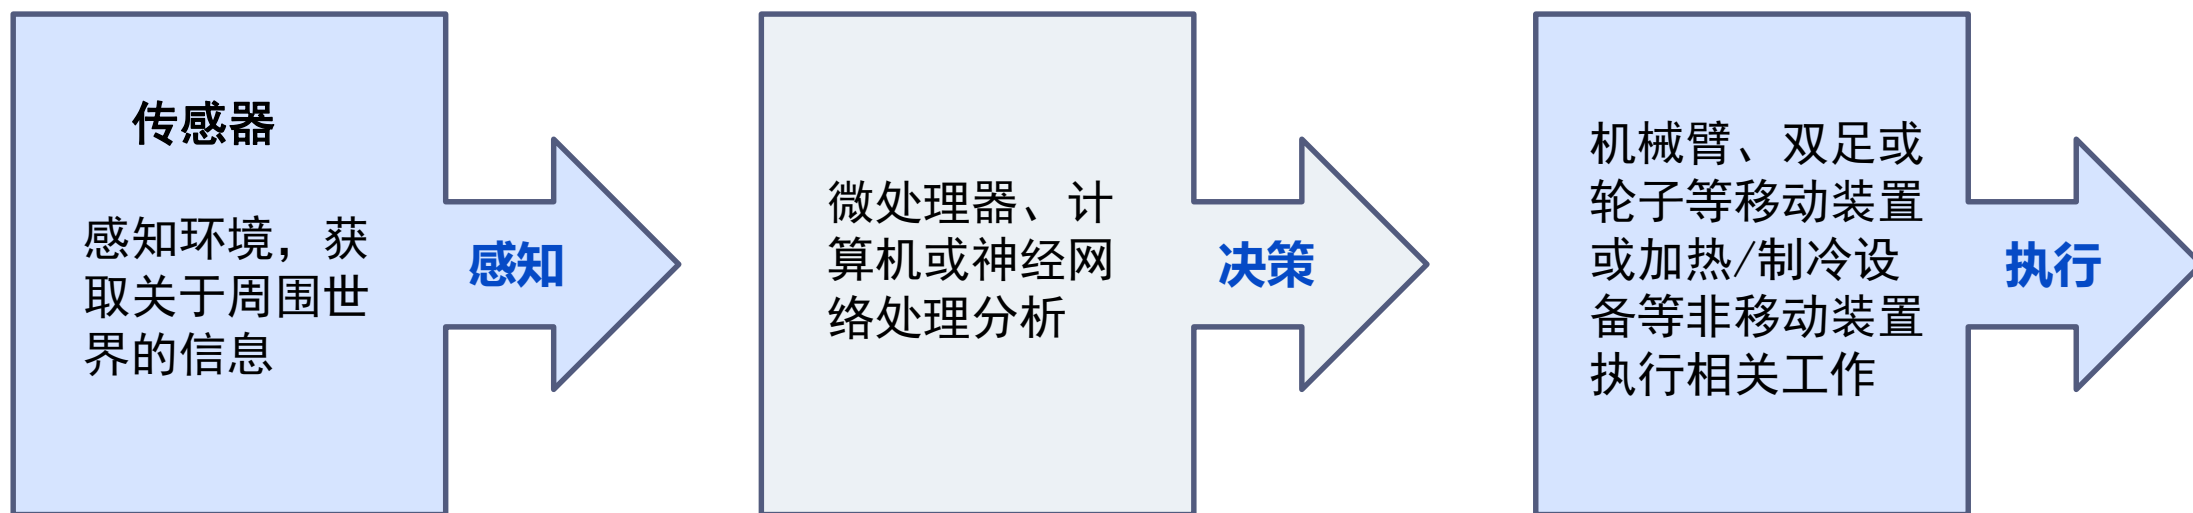 传感器
感知环境，获
取关于周围世
界的信息
感知
微处理器、计
算机或神经网
络处理分析
决策
机械臂、双足或
轮子等移动装置
或加热/制冷设
备等非移动装置
执行相关工作
执行